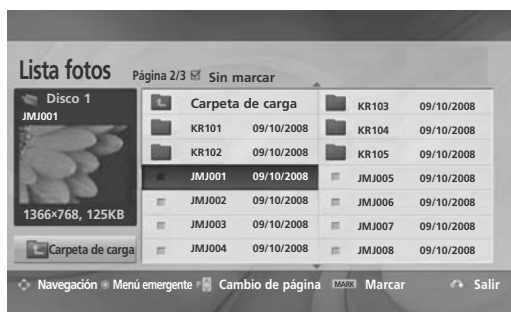 Lista fotos Página 2/3 Sin marcar
Disco 1
JMJ001
1366×768, 125KB
Carpeta de carga
Carpeta de carga
KR101 09/10/2008
KR102 09/10/2008
JMJ001 09/10/2008
JMJ002 09/10/2008
JMJ003 09/10/2008
JMJ004 09/10/2008
KR103 09/10/2008
KR104 09/10/2008
KR105 09/10/2008
JMJ005 09/10/2008
JMJ006 09/10/2008
JMJ007 09/10/2008
JMJ008 09/10/2008
Navegación Menú emergente P Cambio de página MARK Marcar Salir